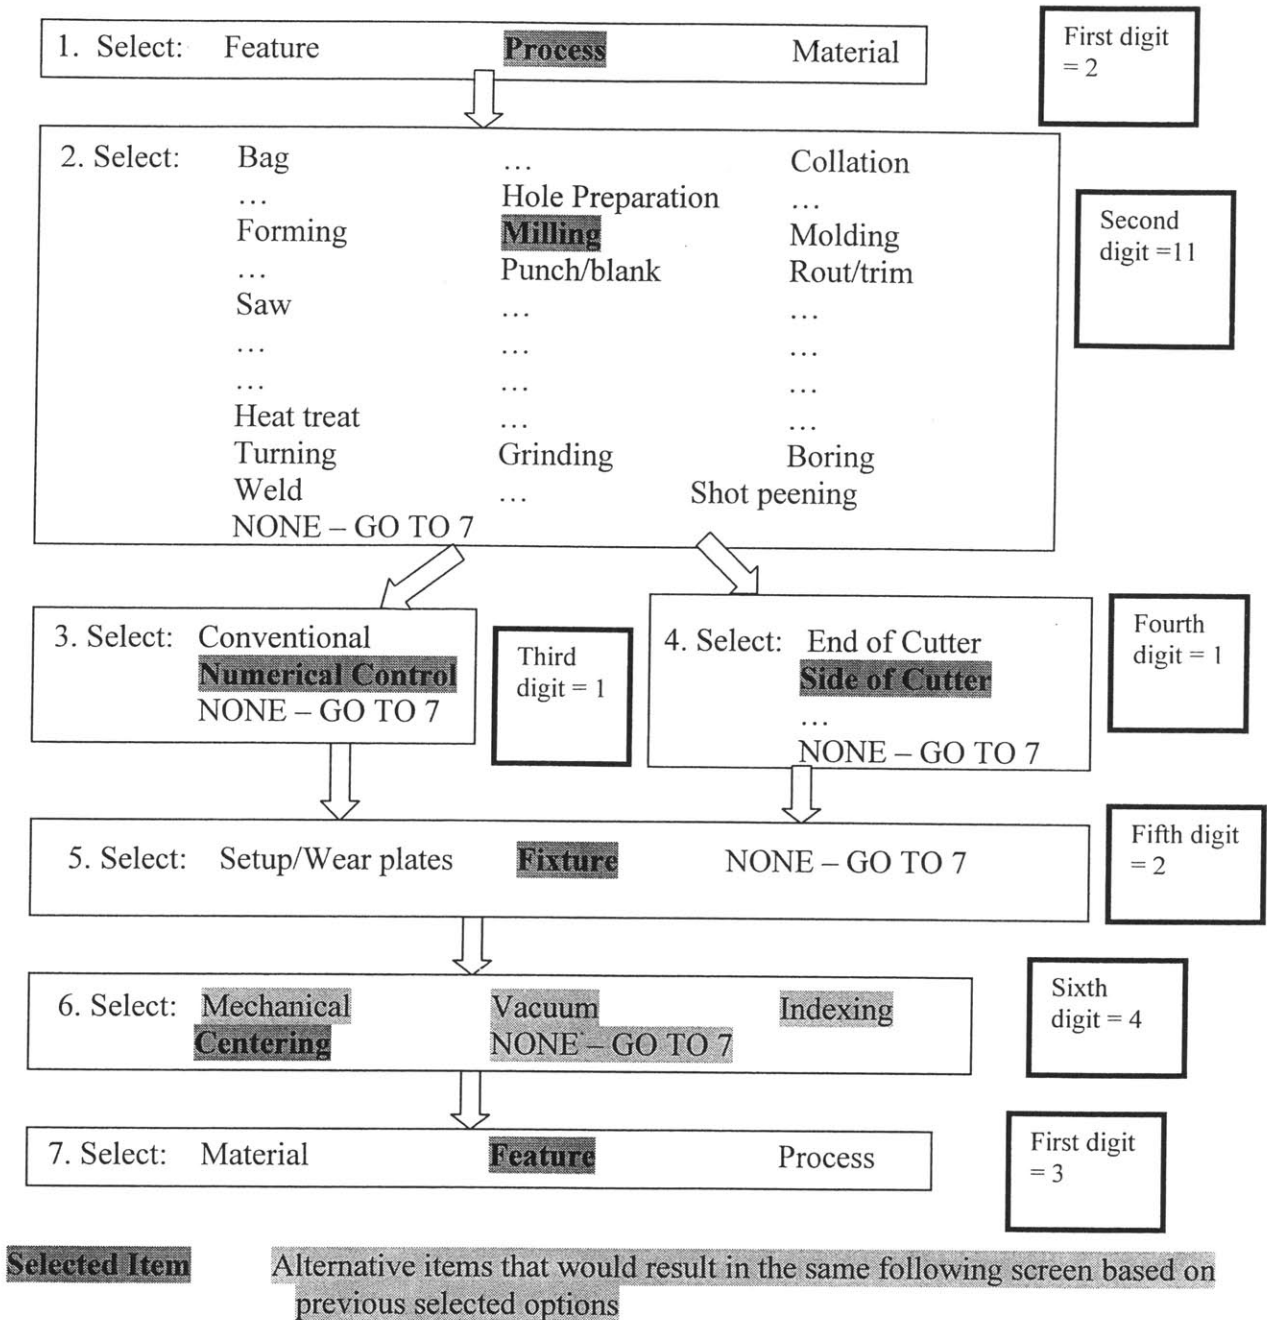 1. Select: Feature Process Material
First digit
= 2
2. Select: Bag ... Collation
... Hole Preparation ...
Forming Milling Molding
... Punch/blank Rout/trim
Saw ... ...
... ... ...
... ... ...
Heat treat ... ...
Turning Grinding Boring
Weld ... Shot peening
NONE – GO TO 7
Second
digit =11
3. Select: Conventional
Numerical Control
NONE – GO TO 7
Third
digit = 1
4. Select: End of Cutter
Side of Cutter
...
NONE – GO TO 7
Fourth
digit = 1
5. Select: Setup/Wear plates Fixture NONE – GO TO 7
Fifth digit
= 2
6. Select: Mechanical Vacuum Indexing
Centering NONE – GO TO 7
Sixth
digit = 4
7. Select: Material Feature Process
First digit
= 3
Selected Item Alternative items that would result in the same following screen based on
previous selected options